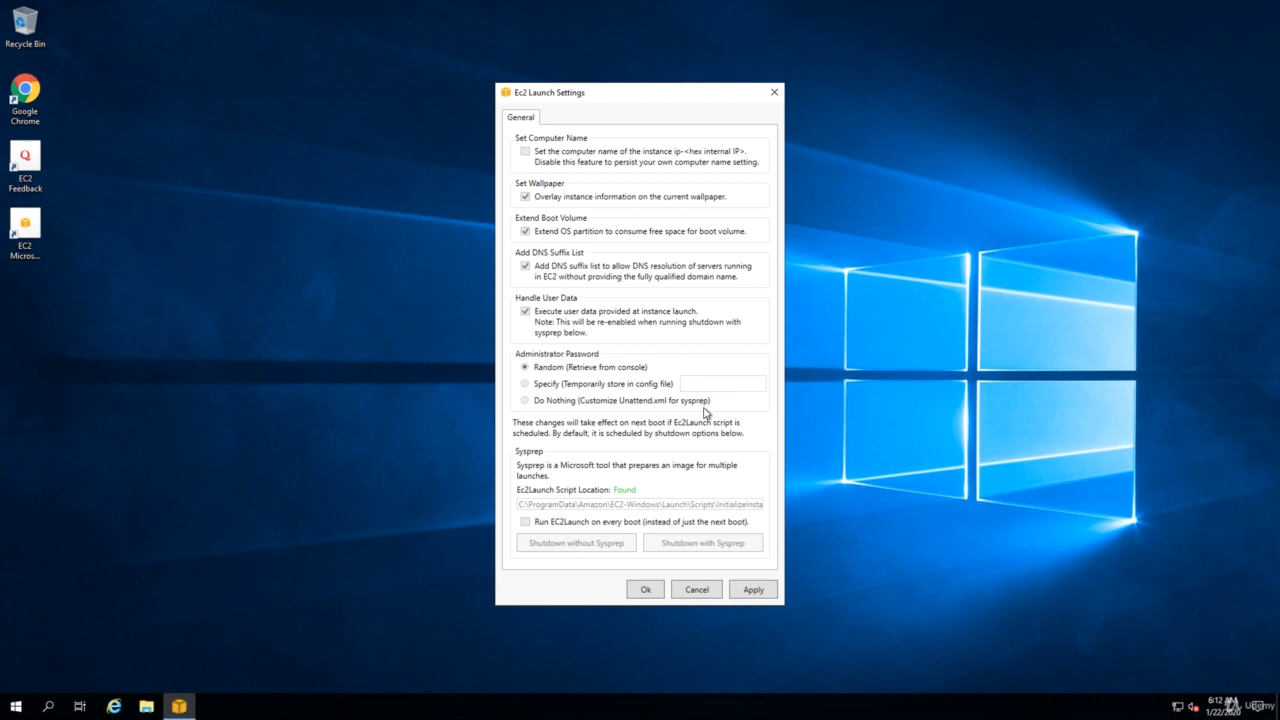 Recycle Bin
Google
Chrome
Q
EC2
Feedback
EC2
Micros...
Ec2 Launch Settings
General
Set Computer Name
Set the computer name of the instance ip-<hex internal IP>.
Disable this feature to persist your own computer name setting.
Set Wallpaper
Overlay instance information on the current wallpaper.
Extend Boot Volume
Extend OS partition to consume free space for boot volume.
Add DNS Suffix List
Add DNS suffix list to allow DNS resolution of servers running
in EC2 without providing the fully qualified domain name.
Handle User Data
Execute user data provided at instance launch.
Note: This will be re-enabled when running shutdown with
sysprep below.
Administrator Password
Random (Retrieve from console)
Specify (Temporarily store in config file)
Do Nothing (Customize Unattend.xml for sysprep)
These changes will take effect on next boot if Ec2Launch script is
scheduled. By default, it is scheduled by shutdown options below.
Sysprep
Sysprep is a Microsoft tool that prepares an image for multiple
launches.
Ec2Launch Script Location: Found
C:\ProgramData\Amazon\EC2-Windows\Launch\Scripts\InitializeInsta
Run EC2Launch on every boot (instead of just the next boot).
Shutdown without Sysprep Shutdown with Sysprep
Ok Cancel Apply
6:12 AM
1/22/2020
Udemy